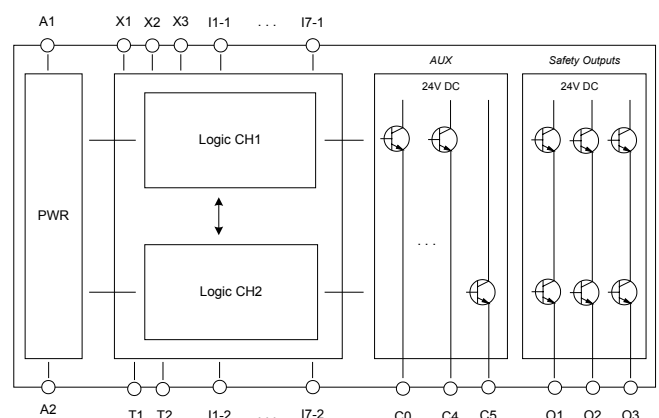 A1 X1 X2 X3 I1-1 . . . I7-1
AUX Safety Outputs
24V DC 24V DC
Logic CH1
PWR
. . .
Logic CH2
A2 T1 T2 I1-2 . . . I7-2 C0 C4 C5 O1 O2 O3